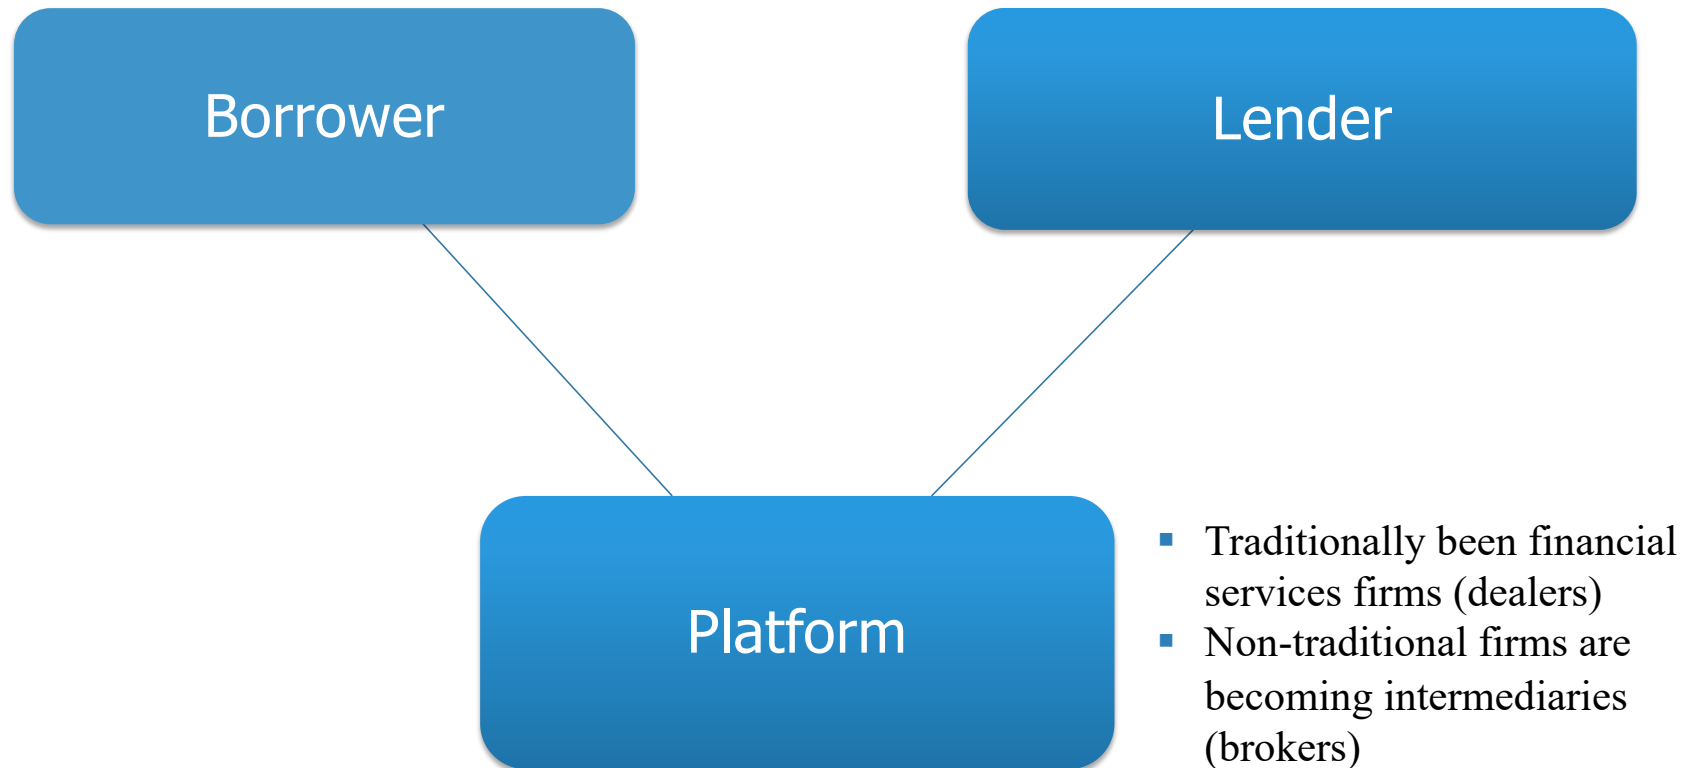 Borrower
Lender
Platform
▪ Traditionally been financial
services firms (dealers)
▪ Non-traditional firms are
becoming intermediaries
(brokers)